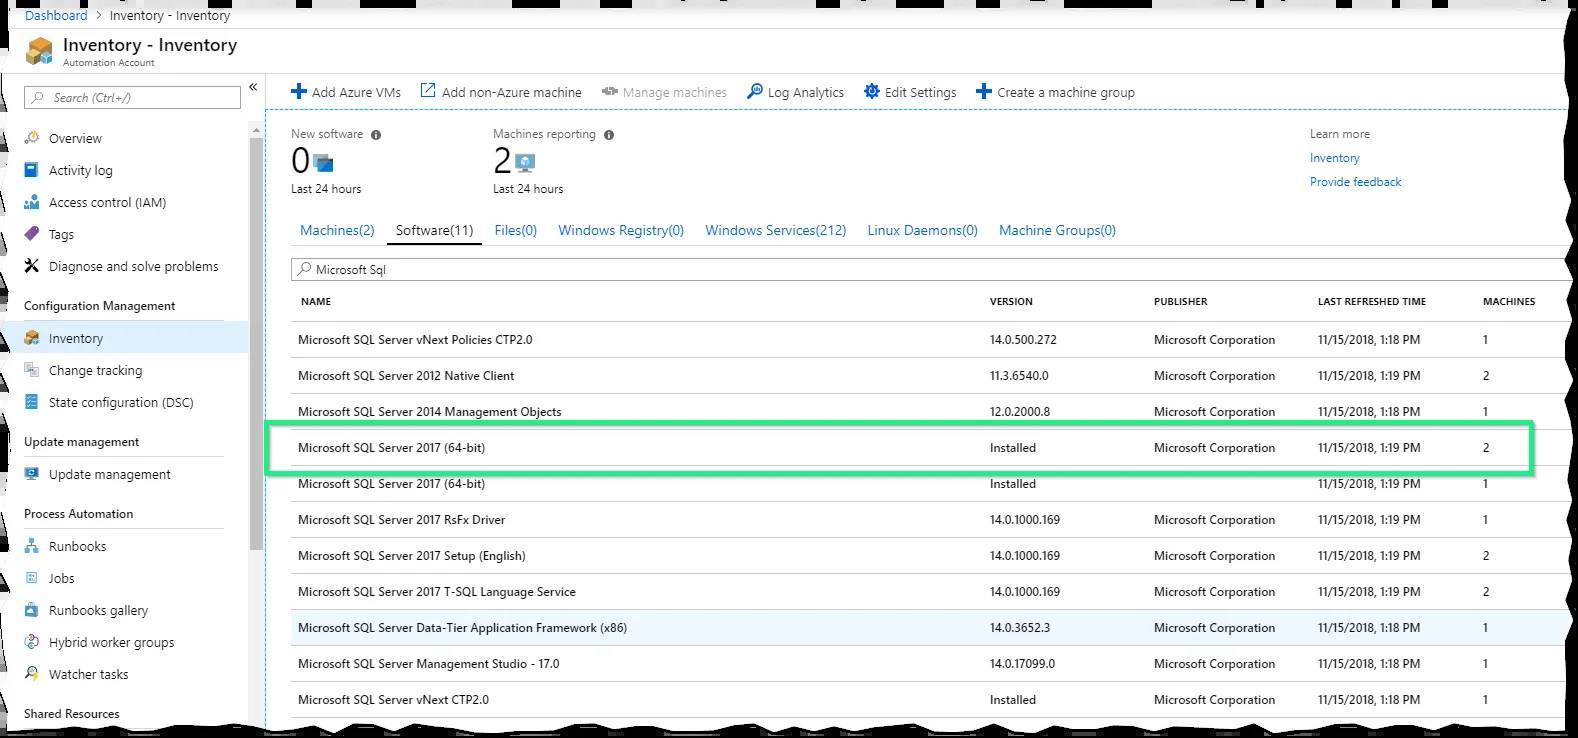 Dashboard > Inventory - Inventory
Inventory - Inventory
Automation Account
Search (Ctrl+/)
«
Overview
Activity log
Access control (IAM)
Tags
Diagnose and solve problems
Configuration Management
Inventory
Change tracking
State configuration (DSC)
Update management
Update management
Process Automation
Runbooks
Jobs
Runbooks gallery
Hybrid worker groups
Watcher tasks
Shared Resources
Add Azure VMs Add non-Azure machine Manage machines Log Analytics Edit Settings Create a machine group
New software Machines reporting Learn more
0 2 Inventory
Last 24 hours Last 24 hours Provide feedback
Machines(2) Software(11) Files(0) Windows Registry(0) Windows Services(212) Linux Daemons(0) Machine Groups(0)
Microsoft Sql
NAME VERSION PUBLISHER LAST REFRESHED TIME MACHINES
Microsoft SQL Server vNext Policies CTP2.0 14.0.500.272 Microsoft Corporation 11/15/2018, 1:18 PM 1
Microsoft SQL Server 2012 Native Client 11.3.6540.0 Microsoft Corporation 11/15/2018, 1:19 PM 2
Microsoft SQL Server 2014 Management Objects 12.0.2000.8 Microsoft Corporation 11/15/2018, 1:18 PM 1
Microsoft SQL Server 2017 (64-bit) Installed Microsoft Corporation 11/15/2018, 1:19 PM 2
Microsoft SQL Server 2017 (64-bit) Installed 11/15/2018, 1:19 PM 1
Microsoft SQL Server 2017 RsFx Driver 14.0.1000.169 Microsoft Corporation 11/15/2018, 1:19 PM 1
Microsoft SQL Server 2017 Setup (English) 14.0.1000.169 Microsoft Corporation 11/15/2018, 1:19 PM 2
Microsoft SQL Server 2017 T-SQL Language Service 14.0.1000.169 Microsoft Corporation 11/15/2018, 1:19 PM 2
Microsoft SQL Server Data-Tier Application Framework (x86) 14.0.3652.3 Microsoft Corporation 11/15/2018, 1:18 PM 1
Microsoft SQL Server Management Studio - 17.0 14.0.17099.0 Microsoft Corporation 11/15/2018, 1:18 PM 1
Microsoft SQL Server vNext CTP2.0 Installed Microsoft Corporation 11/15/2018, 1:18 PM 1